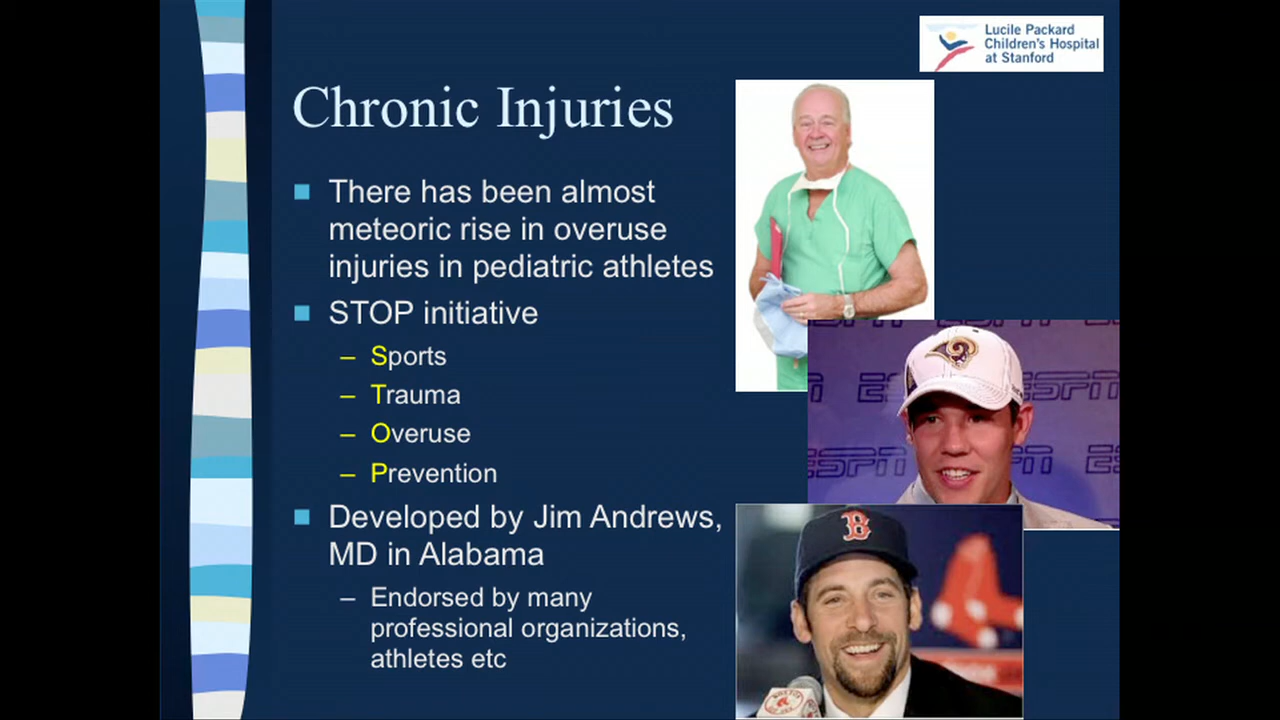 Lucile Packard
Children's Hospital
at Stanford
Chronic Injuries
There has been almost
meteoric rise in overuse
injuries in pediatric athletes
STOP initiative
– Sports
– Trauma
– Overuse
– Prevention
Developed by Jim Andrews,
MD in Alabama
– Endorsed by many
professional organizations,
athletes etc
ESPN
ESPN
ESPN
B